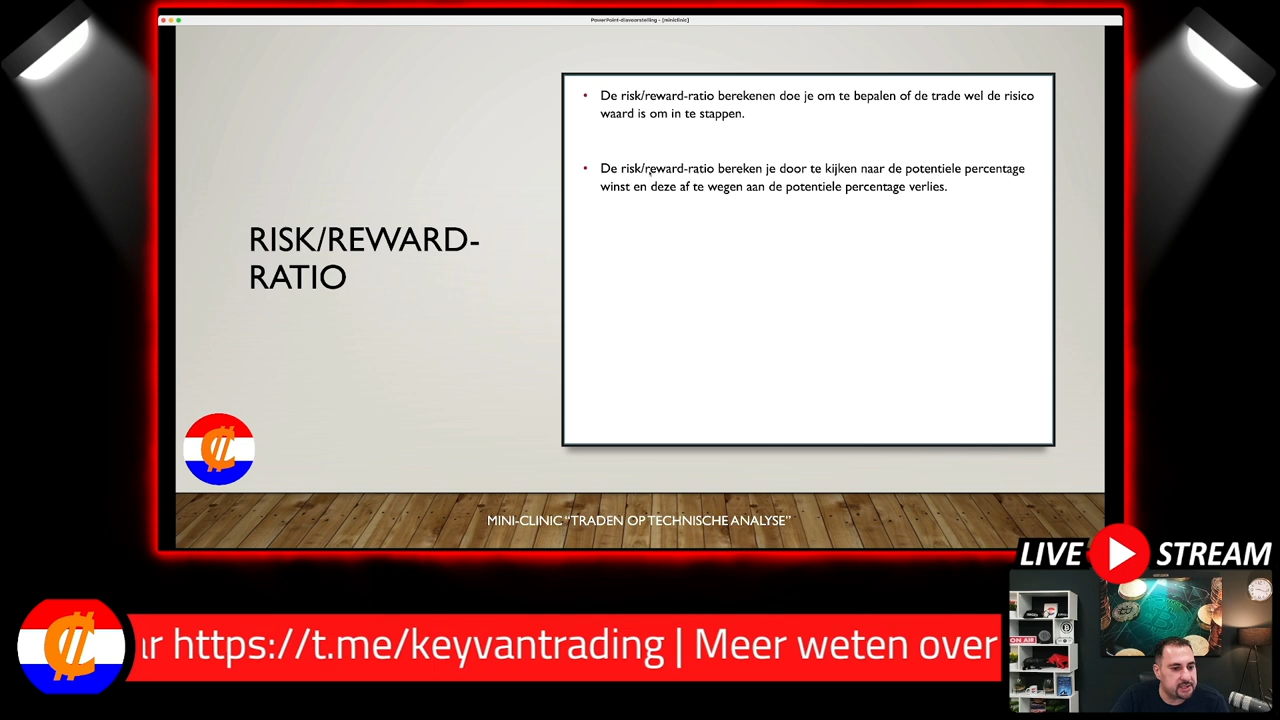 PowerPoint-diavoorstelling - [miniclinic]
De risk/reward-ratio berekenen doe je om te bepalen of de trade wel de risico
waard is om in te stappen.
De risk/reward-ratio bereken je door te kijken naar de potentiele percentage
winst en deze af te wegen aan de potentiele percentage verlies.
RISK/REWARD-
RATIO
MINI-CLINIC “TRADEN OP TECHNISCHE ANALYSE”
LIVE STREAM
ON AIR
ar https://t.me/keyvantrading | Meer weten over